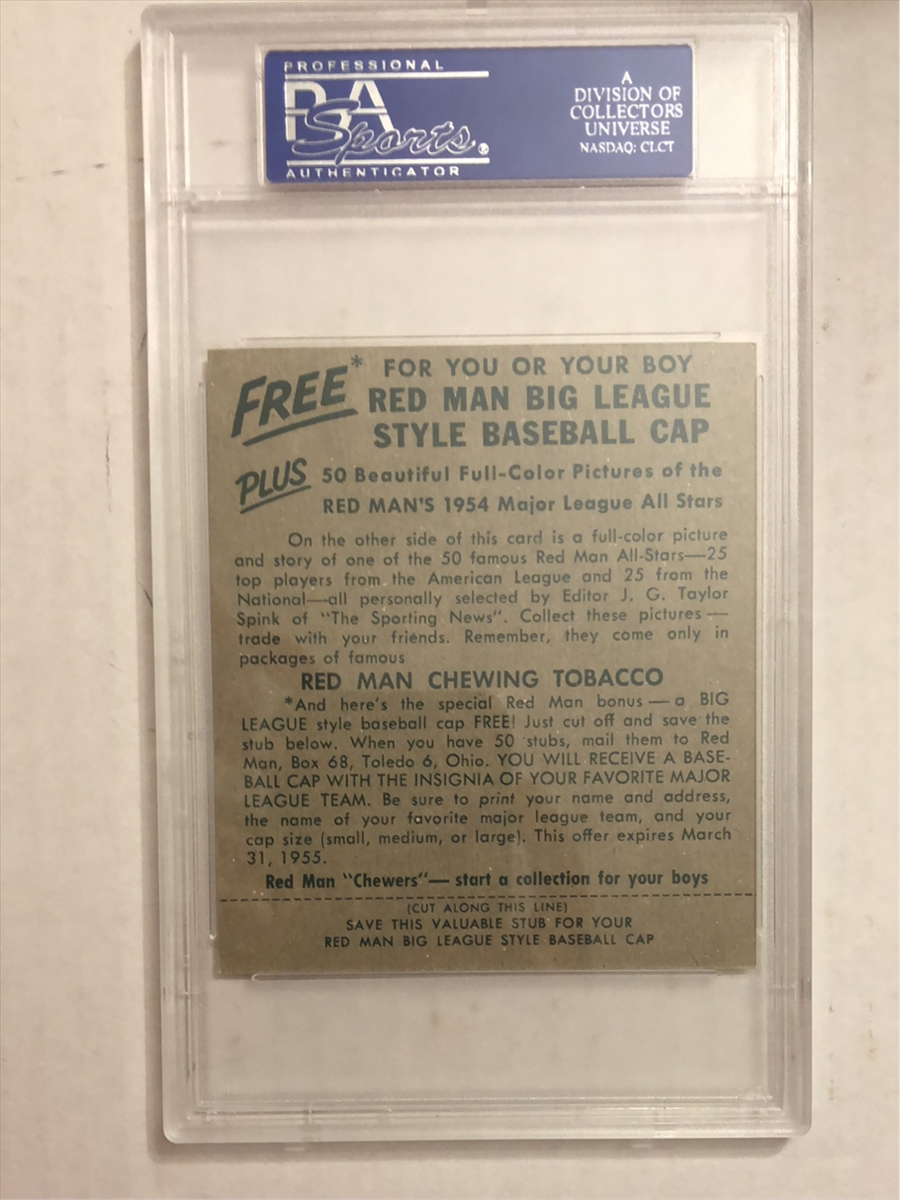 PROFESSIONAL
PSA
Sports
AUTHENTICATOR
A
DIVISION OF
COLLECTORS
UNIVERSE
NASDAQ: CLCT
FREE* FOR YOU OR YOUR BOY
RED MAN BIG LEAGUE
STYLE BASEBALL CAP
PLUS 50 Beautiful Full-Color Pictures of the
RED MAN'S 1954 Major League All Stars
On the other side of this card is a full-color picture
and story of one of the 50 famous Red Man All-Stars—25
top players from the American League and 25 from the
National—all personally selected by Editor J. G. Taylor
Spink of "The Sporting News". Collect these pictures —
trade with your friends. Remember, they come only in
packages of famous
RED MAN CHEWING TOBACCO
*And here's the special Red Man bonus — a BIG
LEAGUE style baseball cap FREE! Just cut off and save the
stub below. When you have 50 stubs, mail them to Red
Man, Box 68, Toledo 6, Ohio. YOU WILL RECEIVE A BASE-
BALL CAP WITH THE INSIGNIA OF YOUR FAVORITE MAJOR
LEAGUE TEAM. Be sure to print your name and address,
the name of your favorite major league team, and your
cap size (small, medium, or large). This offer expires March
31, 1955.
Red Man "Chewers"— start a collection for your boys
(CUT ALONG THIS LINE)
SAVE THIS VALUABLE STUB FOR YOUR
RED MAN BIG LEAGUE STYLE BASEBALL CAP